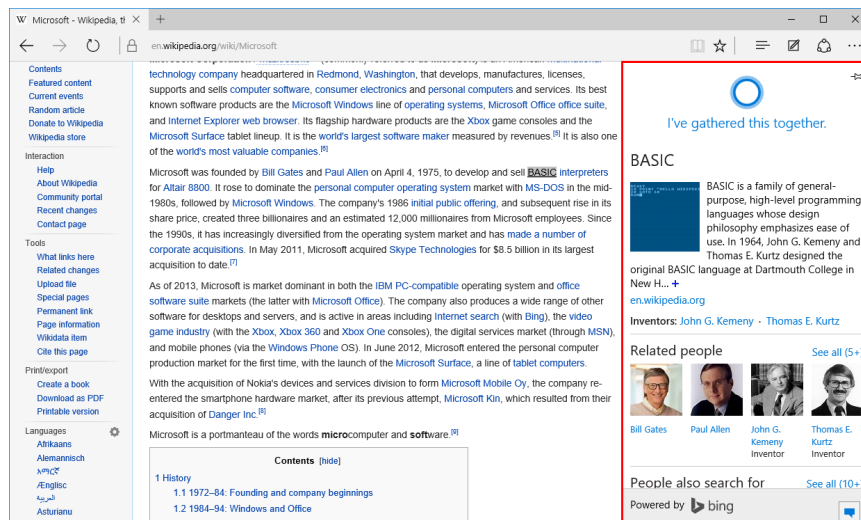 Microsoft - Wikipedia, th
en.wikipedia.org/wiki/Microsoft
Contents
Featured content
Current events
Random article
Donate to Wikipedia
Wikipedia store
Interaction
Help
About Wikipedia
Community portal
Recent changes
Contact page
Tools
What links here
Related changes
Upload file
Special pages
Permanent link
Page information
Wikidata item
Cite this page
Print/export
Create a book
Download as PDF
Printable version
Languages
Afrikaans
Alemannisch
አማርኛ
Ænglisc
العربية
Asturianu
technology company headquartered in Redmond, Washington, that develops, manufactures, licenses,
supports and sells computer software, consumer electronics and personal computers and services. Its best
known software products are the Microsoft Windows line of operating systems, Microsoft Office office suite,
and Internet Explorer web browser. Its flagship hardware products are the Xbox game consoles and the
Microsoft Surface tablet lineup. It is the world's largest software maker measured by revenues.[5] It is also one
of the world's most valuable companies.[6]
Microsoft was founded by Bill Gates and Paul Allen on April 4, 1975, to develop and sell BASIC interpreters
for Altair 8800. It rose to dominate the personal computer operating system market with MS-DOS in the mid-
1980s, followed by Microsoft Windows. The company's 1986 initial public offering, and subsequent rise in its
share price, created three billionaires and an estimated 12,000 millionaires from Microsoft employees. Since
the 1990s, it has increasingly diversified from the operating system market and has made a number of
corporate acquisitions. In May 2011, Microsoft acquired Skype Technologies for $8.5 billion in its largest
acquisition to date.[7]
As of 2013, Microsoft is market dominant in both the IBM PC-compatible operating system and office
software suite markets (the latter with Microsoft Office). The company also produces a wide range of other
software for desktops and servers, and is active in areas including Internet search (with Bing), the video
game industry (with the Xbox, Xbox 360 and Xbox One consoles), the digital services market (through MSN),
and mobile phones (via the Windows Phone OS). In June 2012, Microsoft entered the personal computer
production market for the first time, with the launch of the Microsoft Surface, a line of tablet computers.
With the acquisition of Nokia's devices and services division to form Microsoft Mobile Oy, the company re-
entered the smartphone hardware market, after its previous attempt, Microsoft Kin, which resulted from their
acquisition of Danger Inc.[8]
Microsoft is a portmanteau of the words microcomputer and software.[9]
Contents [hide]
1 History
1.1 1972–84: Founding and company beginnings
1.2 1984–94: Windows and Office
I've gathered this together.
BASIC
BASIC is a family of general-
purpose, high-level programming
languages whose design
philosophy emphasizes ease of
use. In 1964, John G. Kemeny and
Thomas E. Kurtz designed the
original BASIC language at Dartmouth College in
New H... +
en.wikipedia.org
Inventors: John G. Kemeny · Thomas E. Kurtz
Related people See all (5+
Bill Gates
Paul Allen
John G.
Kemeny
Inventor
Thomas E.
Kurtz
Inventor
People also search for See all (10+
Powered by bing